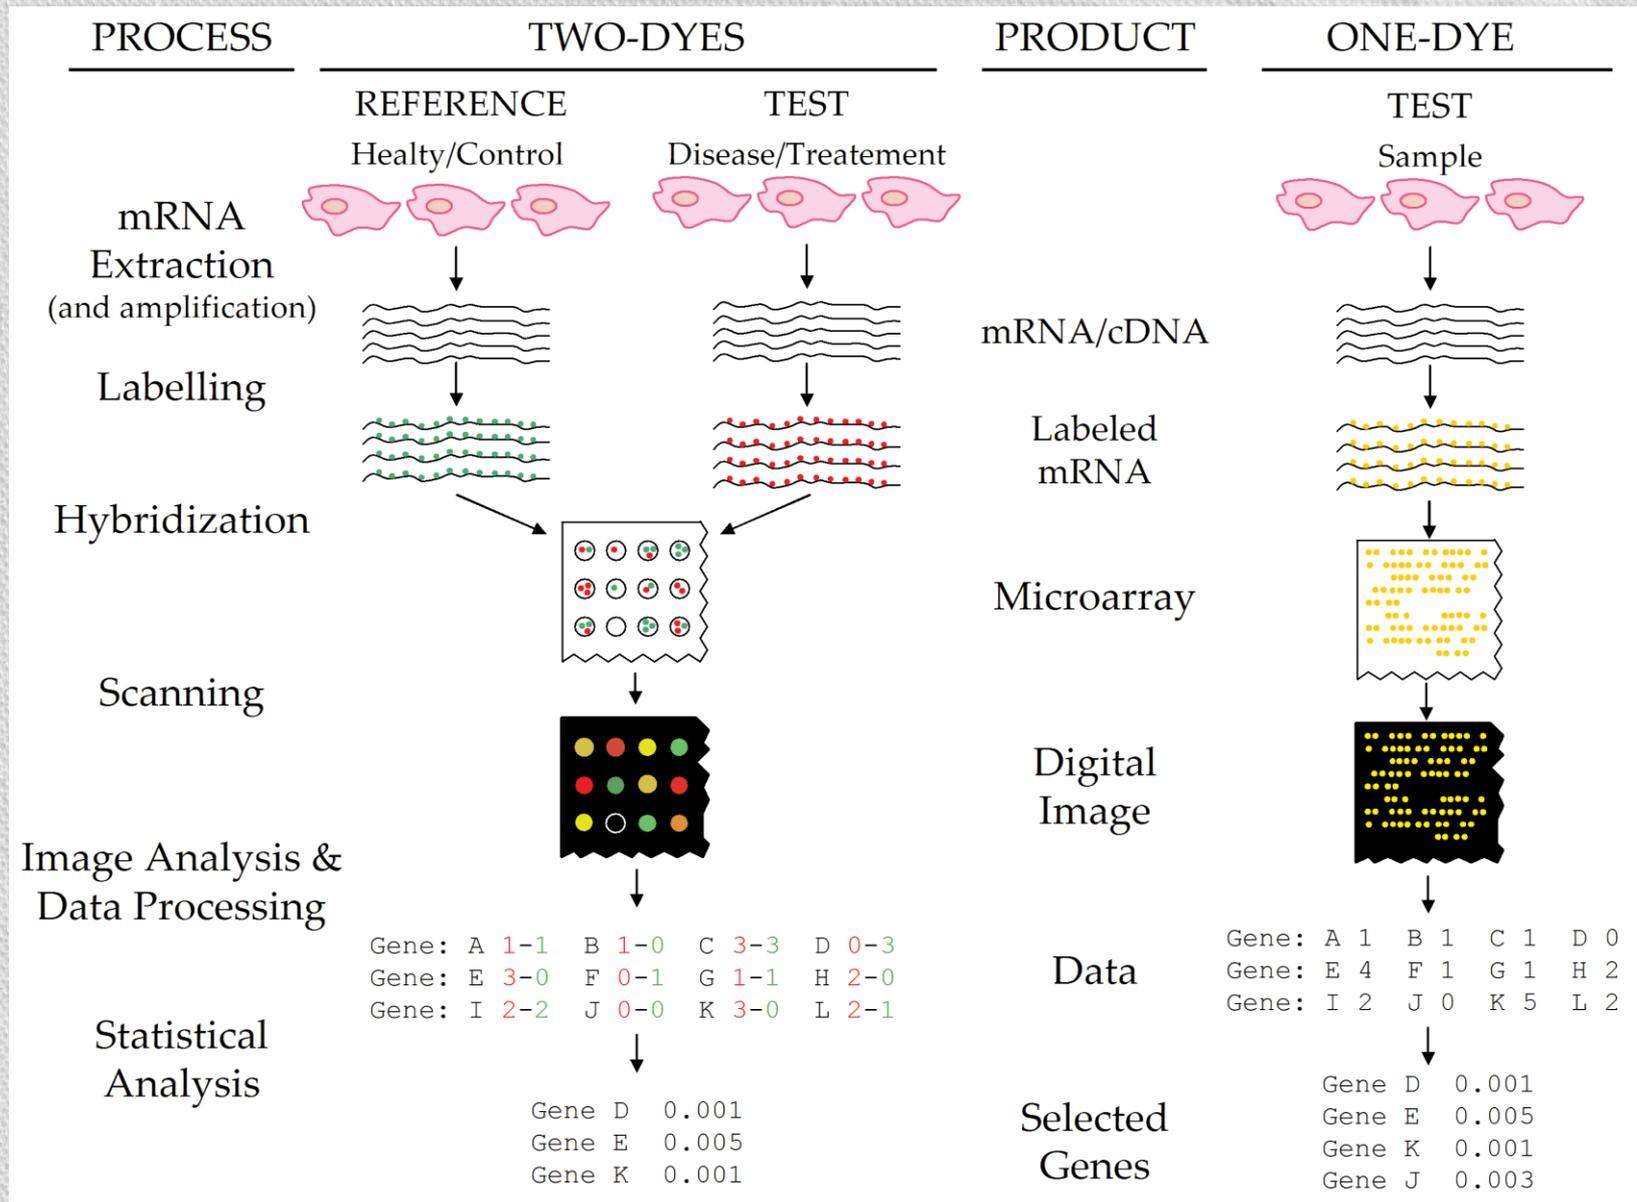 PROCESS
TWO-DYES
PRODUCT
ONE-DYE
REFERENCE
TEST
TEST
Healty/Control
Disease/Treatement
Sample
mRNA
Extraction
(and amplification)
mRNA/cDNA
Labelling
Labeled
mRNA
Hybridization
Microarray
Scanning
Digital
Image
Image Analysis &
Data Processing
Gene: A 1-1 B 1-0 C 3-3 D 0-3
Gene: E 3-0 F 0-1 G 1-1 H 2-0
Gene: I 2-2 J 0-0 K 3-0 L 2-1
Data
Gene: A 1 B 1 C 1 D 0
Gene: E 4 F 1 G 1 H 2
Gene: I 2 J 0 K 5 L 2
Statistical
Analysis
Gene D 0.001
Gene E 0.005
Gene K 0.001
Selected
Genes
Gene D 0.001
Gene E 0.005
Gene K 0.001
Gene J 0.003